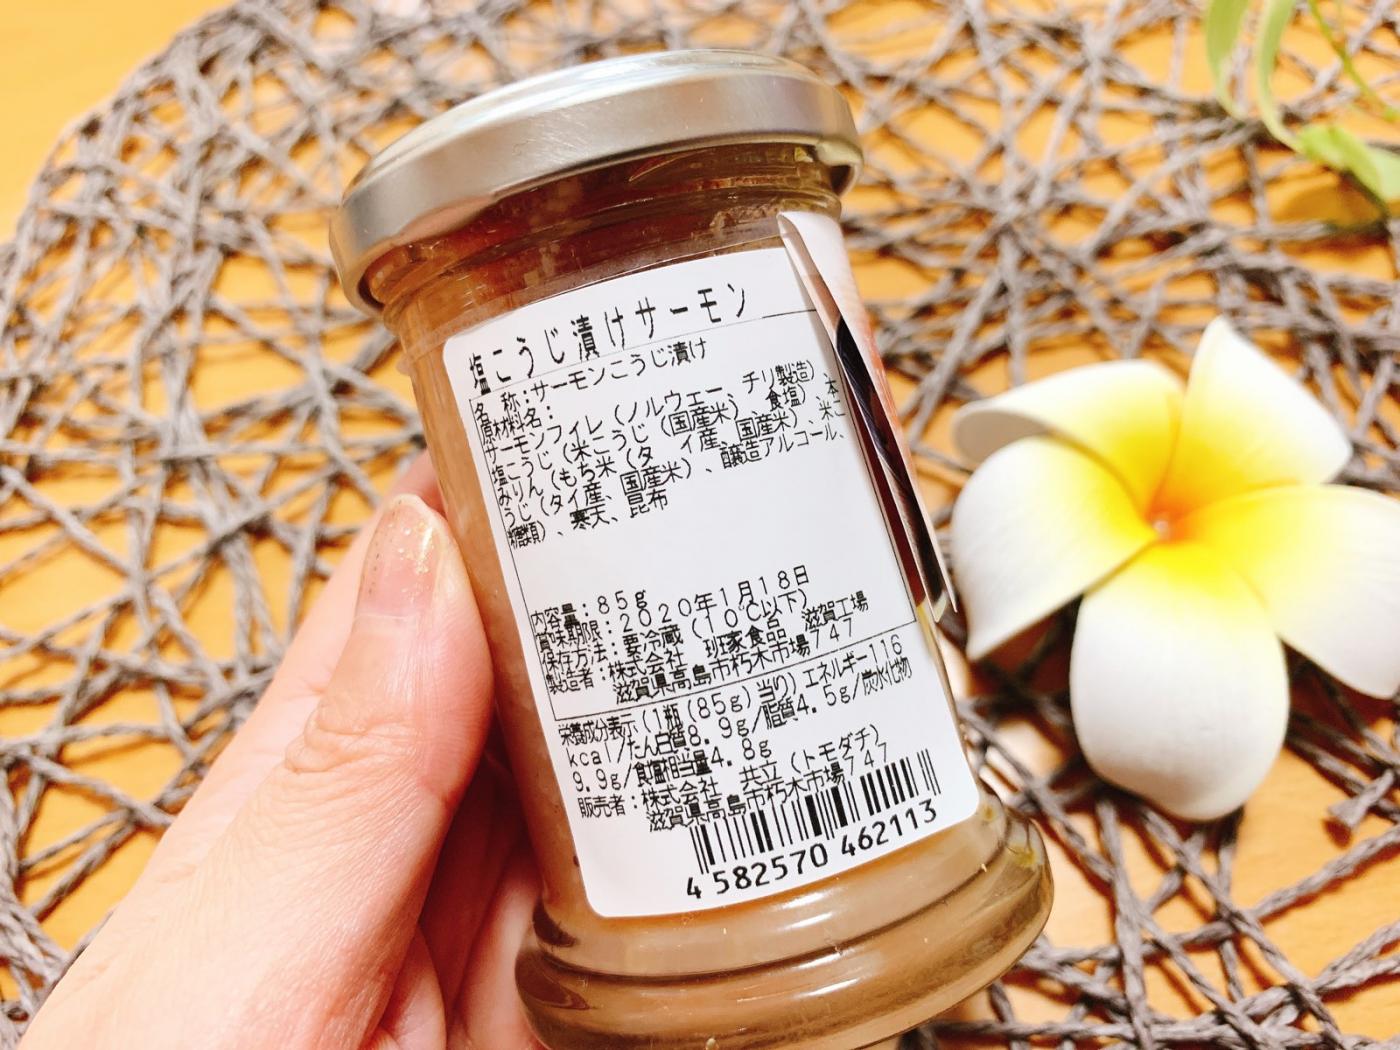 塩こうじ漬けサーモン
名 称:サーモンこうじ漬け
原材料名:
サーモンフイレ(ノルウェー、チリ製造)、
塩こうじ(米こうじ(国産米)、食塩)、本
みりん(もち米(タ イ産、国産米)、米こ
うじ(タイ産、国産米)、醸造アルコール、
糖類)、寒天、昆布
内容量:85g
賞味期限:2020年1月18日
保存方法:要冷蔵(10℃以下)
製造者:株式会社 班家食品 滋賀工場
滋賀県高島市朽木市場747
栄養成分表示(1瓶(85g)当り)エネルギー116
kcal/たん白質8.9g/脂質4.5g/炭水化物
9.9g/食塩相当量4.8g
販売者:株式会社 共立(トモダチ)
滋賀県高島市朽木市場747
4 582570 462113